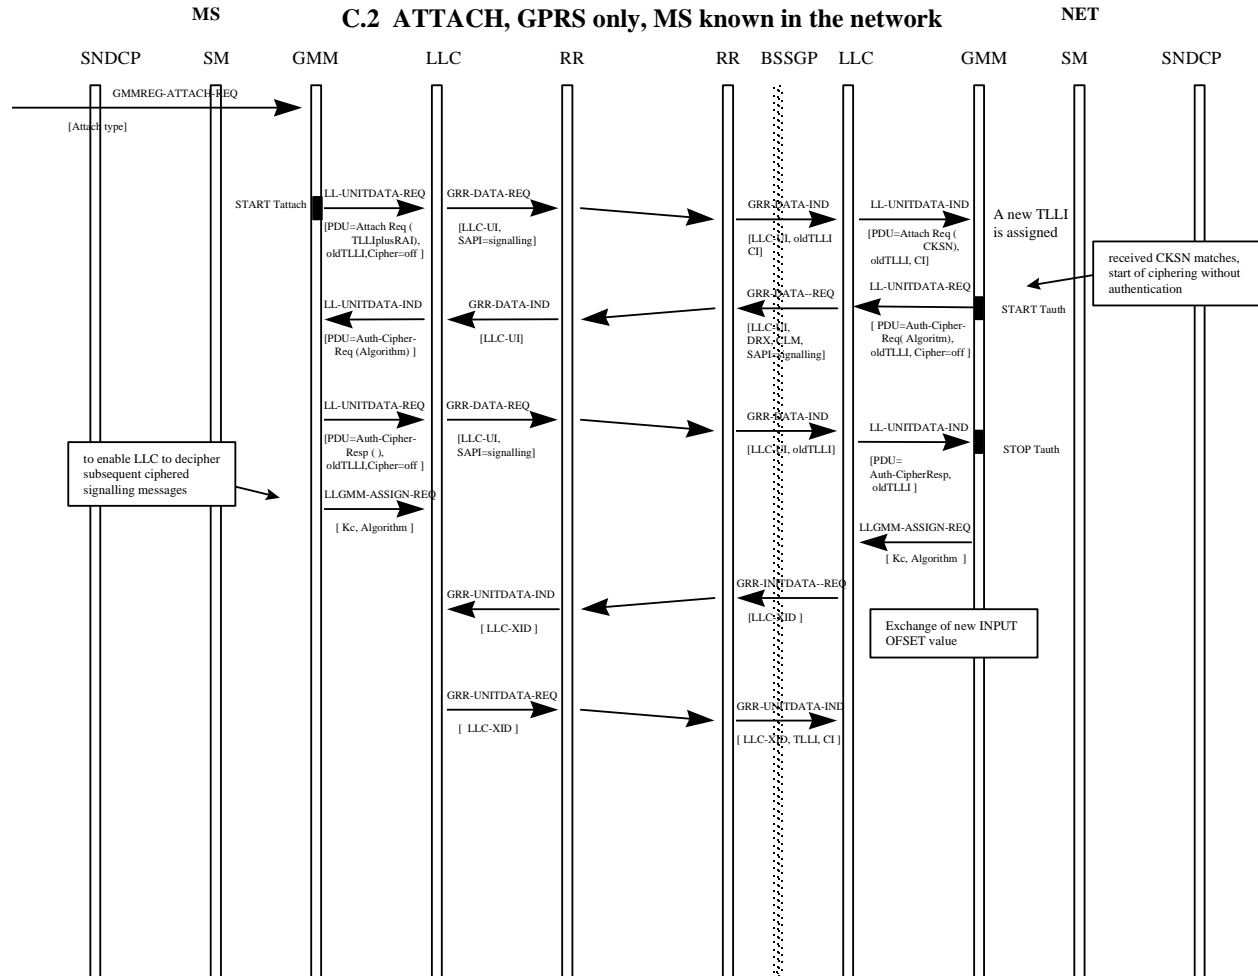 MS
C.2 ATTACH, GPRS only, MS known in the network
NET
SNDCP SM GMM LLC RR RR BSSGP LLC GMM SM SNDCP
GMMREG-ATTACH-REQ
[Attach type]
START Tattach
LL-UNITDATA-REQ
[PDU=Attach Req (
TLLIplusRAI),
oldTLLI,Cipher=off ]
GRR-DATA-REQ
[LLC-UI,
SAPI=signalling]
GRR-DATA-IND
[LLC-UI, oldTLLI
CI]
LL-UNITDATA-IND
[PDU=Attach Req (
CKSN),
oldTLLI, CI]
A new TLLI
is assigned
received CKSN matches,
start of ciphering without
authentication
LL-UNITDATA-IND
[PDU=Auth-Cipher-
Req (Algorithm) ]
GRR-DATA-IND
[LLC-UI]
GRR-DATA--REQ
[LLC-UI,
DRX, CLM,
SAPI=signalling]
LL-UNITDATA-REQ
[ PDU=Auth-Cipher-
Req( Algoritm),
oldTLLI, Cipher=off ]
START Tauth
LL-UNITDATA-REQ
[PDU=Auth-Cipher-
Resp ( ),
oldTLLI,Cipher=off ]
GRR-DATA-REQ
[LLC-UI,
SAPI=signalling]
GRR-DATA-IND
[LLC-UI, oldTLLI]
LL-UNITDATA-IND
[PDU=
Auth-CipherResp,
oldTLLI ]
STOP Tauth
to enable LLC to decipher
subsequent ciphered
signalling messages
LLGMM-ASSIGN-REQ
[ Kc, Algorithm ]
LLGMM-ASSIGN-REQ
[ Kc, Algorithm ]
GRR-UNITDATA-IND
[ LLC-XID ]
GRR-INITDATA--REQ
[LLC-XID ]
Exchange of new INPUT
OFSET value
GRR-UNITDATA-REQ
[ LLC-XID ]
GRR-UNITDATA-IND
[ LLC-XID, TLLI, CI ]